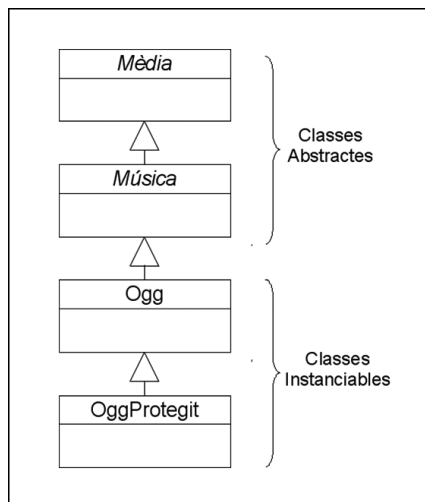 Mèdia
Música
Classes
Abstractes
Ogg
OggProtegit
Classes
Instanciables